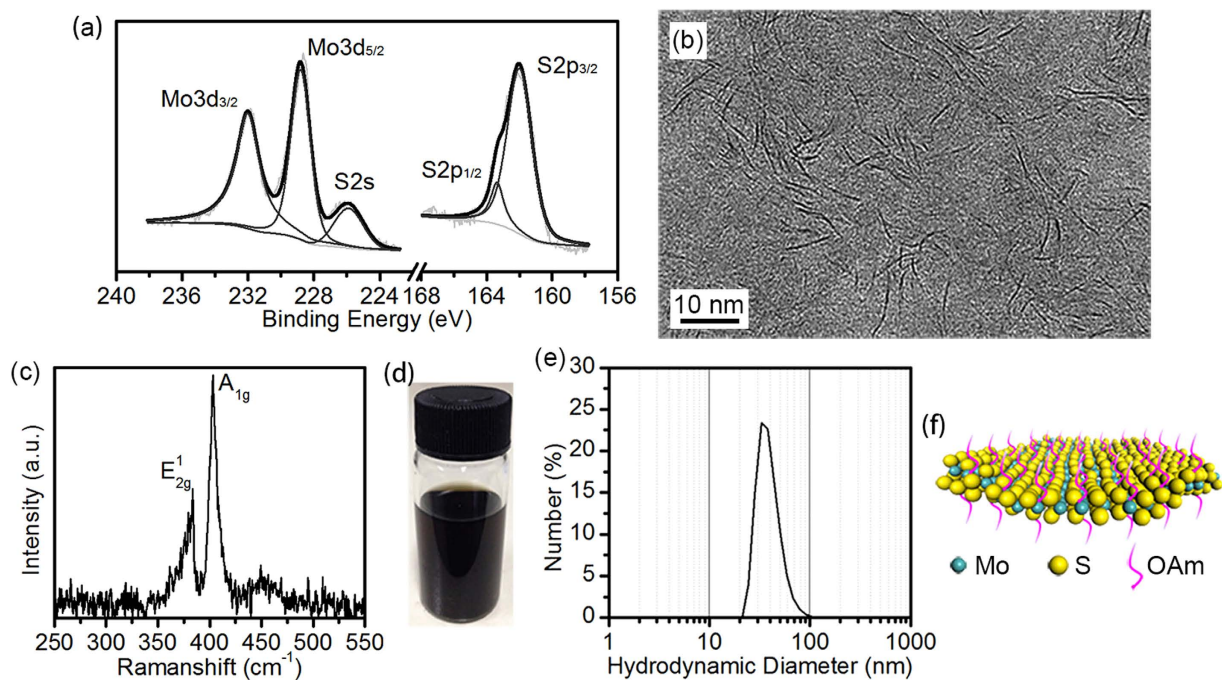 (a)
Mo3d3/2
Mo3d5/2
S2s
S2p1/2
S2p3/2
240 236 232 228 224 168 164 160 156
Binding Energy (eV)
(b)
10 nm
(c)
A1g
E12g
Intensity (a.u.)
250 300 350 400 450 500 550
Ramanshift (cm-1)
(d)
(e)
30
25
20
15
10
5
0
Number (%)
1 10 100 1000
Hydrodynamic Diameter (nm)
(f)
Mo S OAm